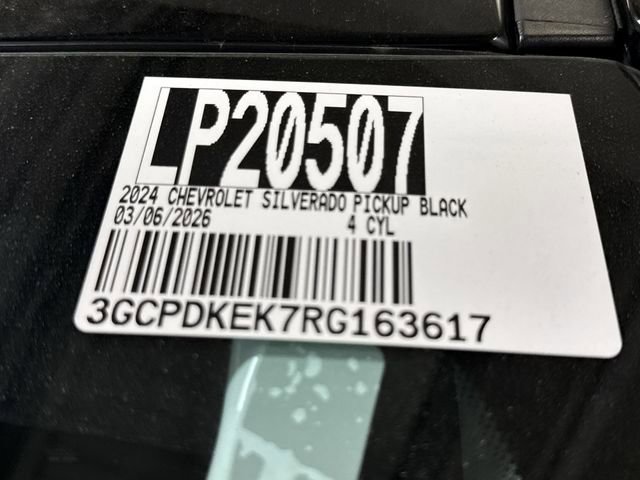 LP20507
2024 CHEVROLET SILVERADO PICKUP BLACK
03/06/2026 4 CYL
3GCPDKEK7RG163617